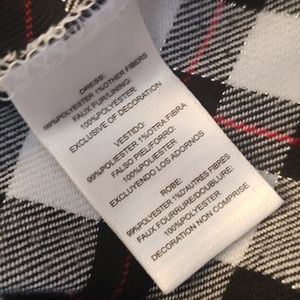 DRESS:
99%POLYESTER 1%OTHER FIBERS
FAUX FUR/LINING:
100%POLYESTER
EXCLUSIVE OF DECORATION
VESTIDO:
99%POLIESTER 1%OTRA FIBRA
FALSO PIEL/FORRO:
100%POLIESTER
EXCLUYENDO LOS ADORNOS
ROBE:
99%POLYESTER 1%D'AUTRES FIBRES
FAUX FOURRURE/DOUBLURE:
100%POLYESTER
DECORATION NON COMPRISE